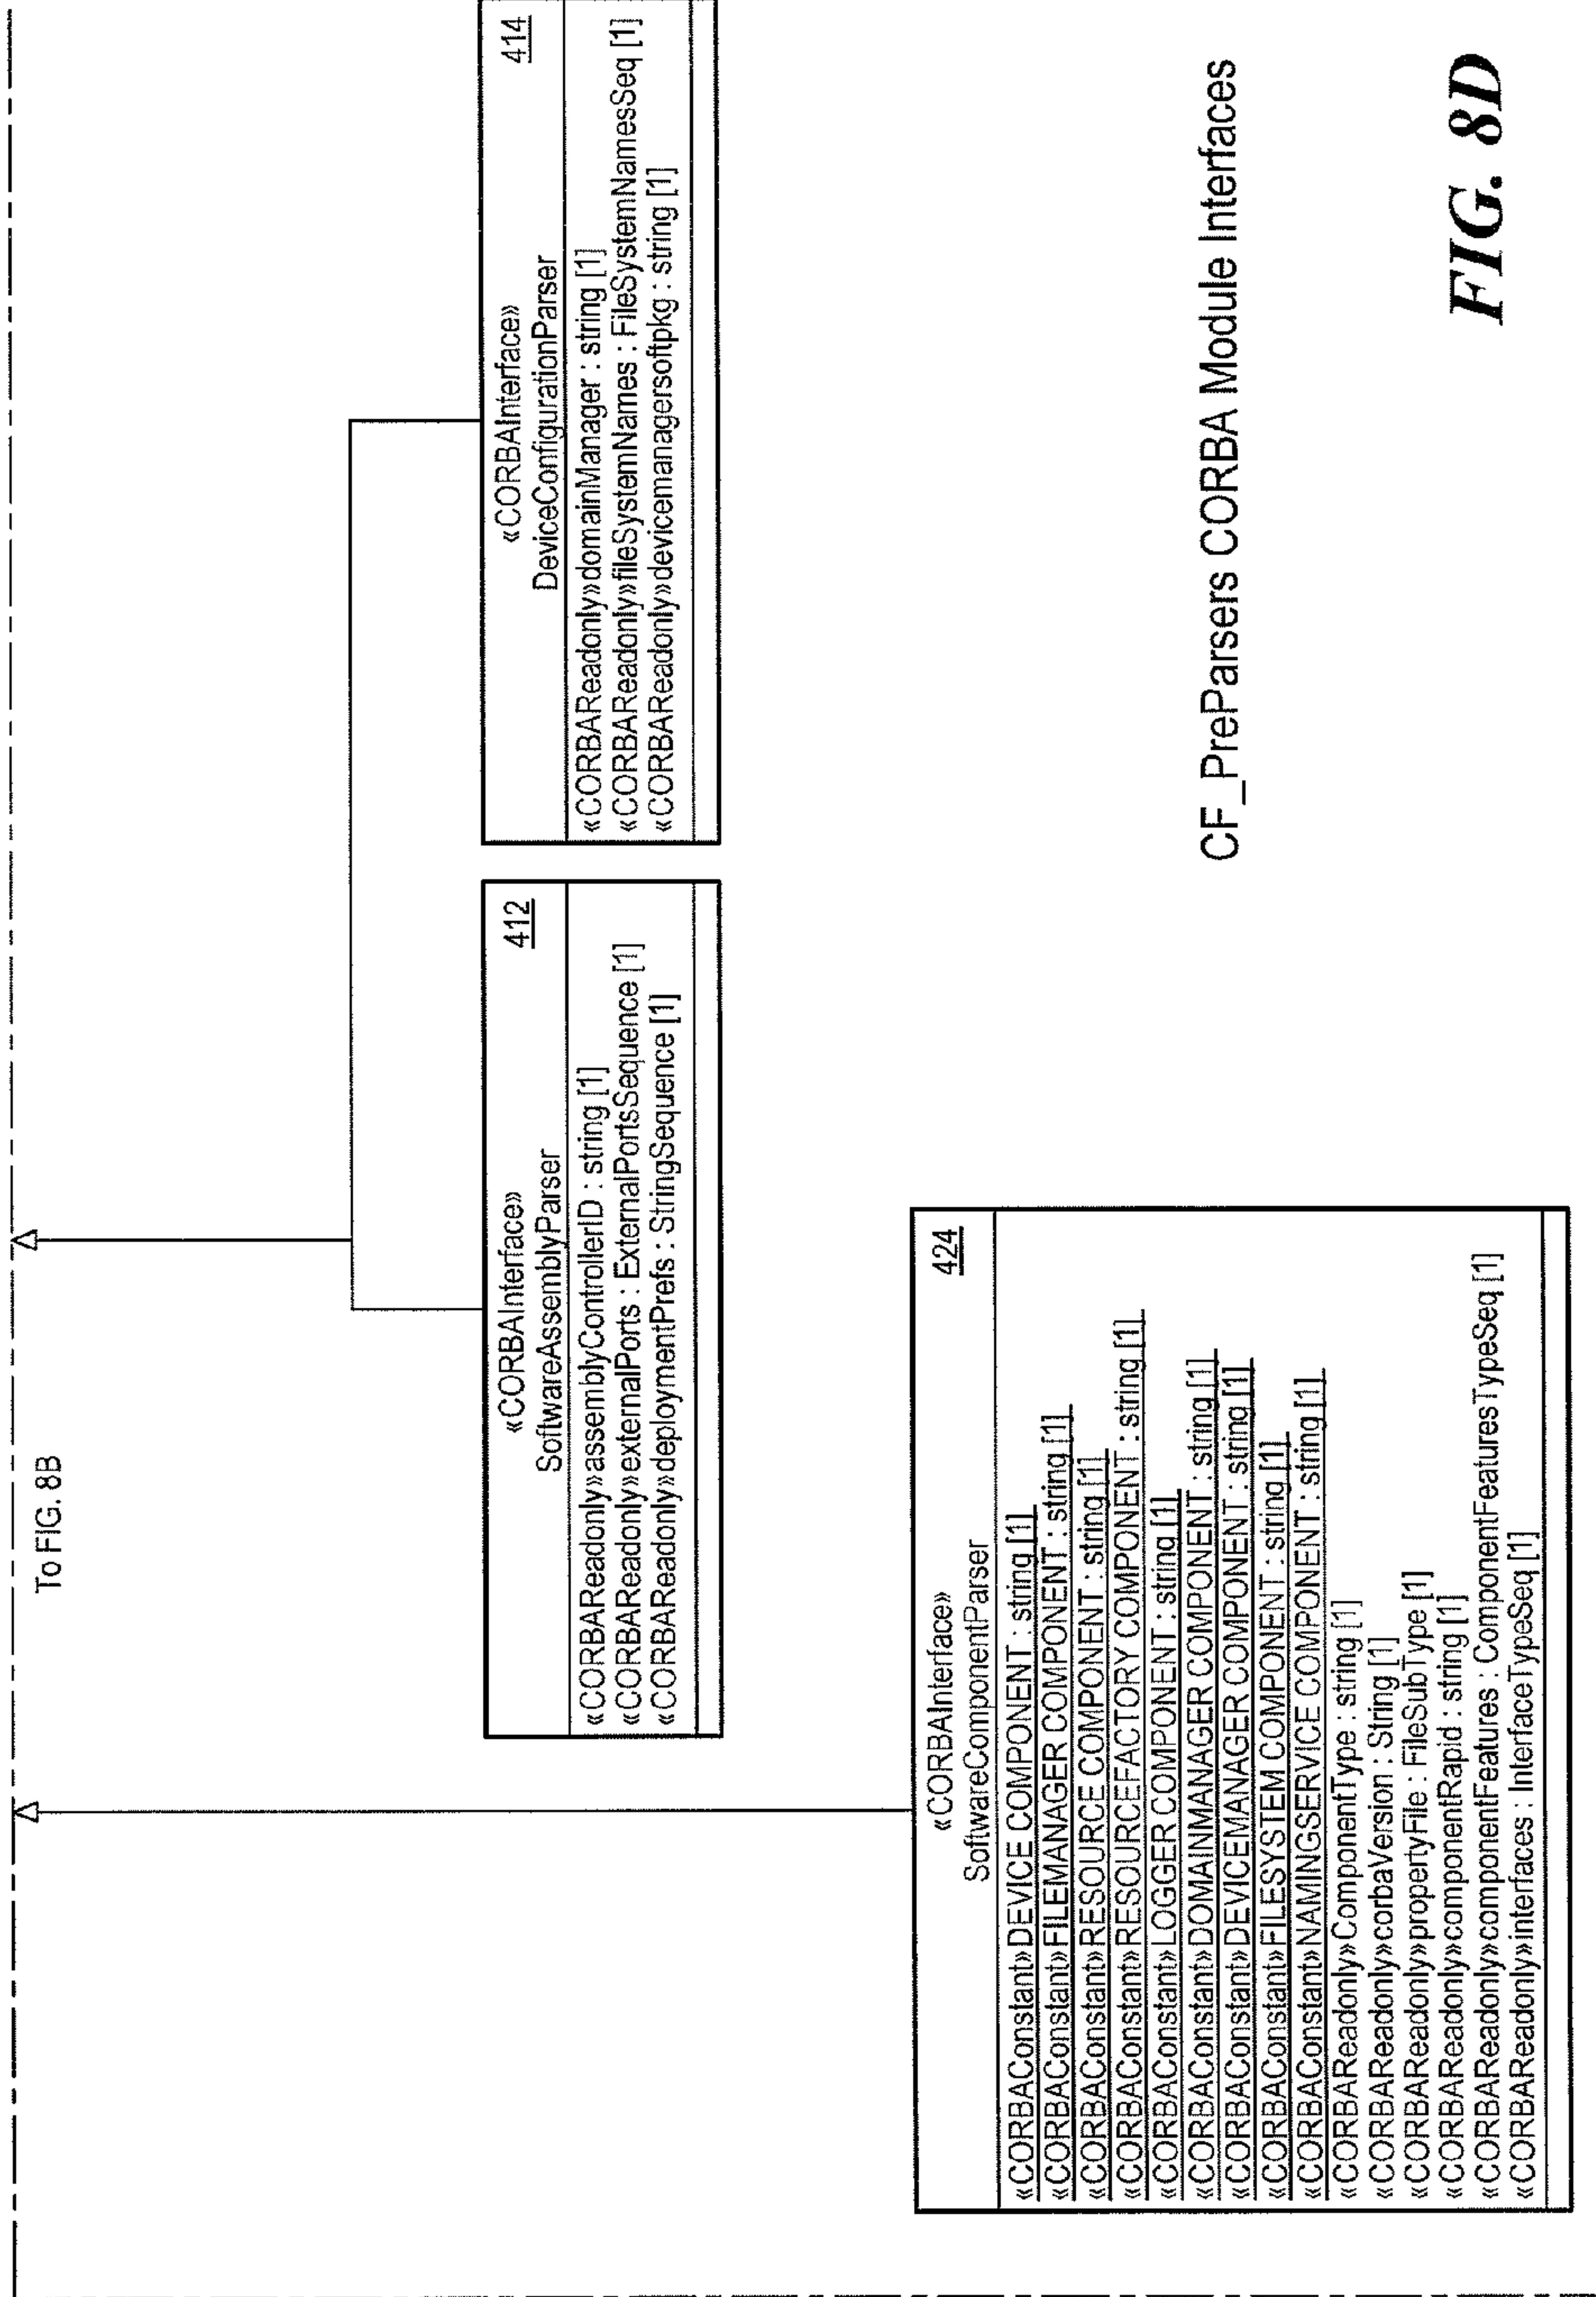 To FIG. 8B
«CORBAInterface»
SoftwareAssemblyParser
412
«CORBAReadonly»assemblyControllerID : string [1]
«CORBAReadonly»externalPorts : ExternalPortsSequence [1]
«CORBAReadonly»deploymentPrefs : StringSequence [1]
«CORBAInterface»
DeviceConfigurationParser
414
«CORBAReadonly»domainManager : string [1]
«CORBAReadonly»fileSystemNames : FileSystemNamesSeq [1]
«CORBAReadonly»devicemanagersoftpkg : string [1]
«CORBAInterface»
SoftwareComponentParser
424
«CORBAConstant»DEVICE COMPONENT : string [1]
«CORBAConstant»FILEMANAGER COMPONENT : string [1]
«CORBAConstant»RESOURCE COMPONENT : string [1]
«CORBAConstant»RESOURCEFACTORY COMPONENT : string [1]
«CORBAConstant»LOGGER COMPONENT : string [1]
«CORBAConstant»DOMAINMANAGER COMPONENT : string [1]
«CORBAConstant»DEVICEMANAGER COMPONENT : string [1]
«CORBAConstant»FILESYSTEM COMPONENT : string [1]
«CORBAConstant»NAMINGSERVICE COMPONENT : string [1]
«CORBAReadonly»ComponentType : string [1]
«CORBAReadonly»corbaVersion : String [1]
«CORBAReadonly»propertyFile : FileSubType [1]
«CORBAReadonly»componentRapid : string [1]
«CORBAReadonly»componentFeatures : ComponentFeaturesTypeSeq [1]
«CORBAReadonly»interfaces : InterfaceTypeSeq [1]
CF_PreParsers CORBA Module Interfaces
FIG. 8D